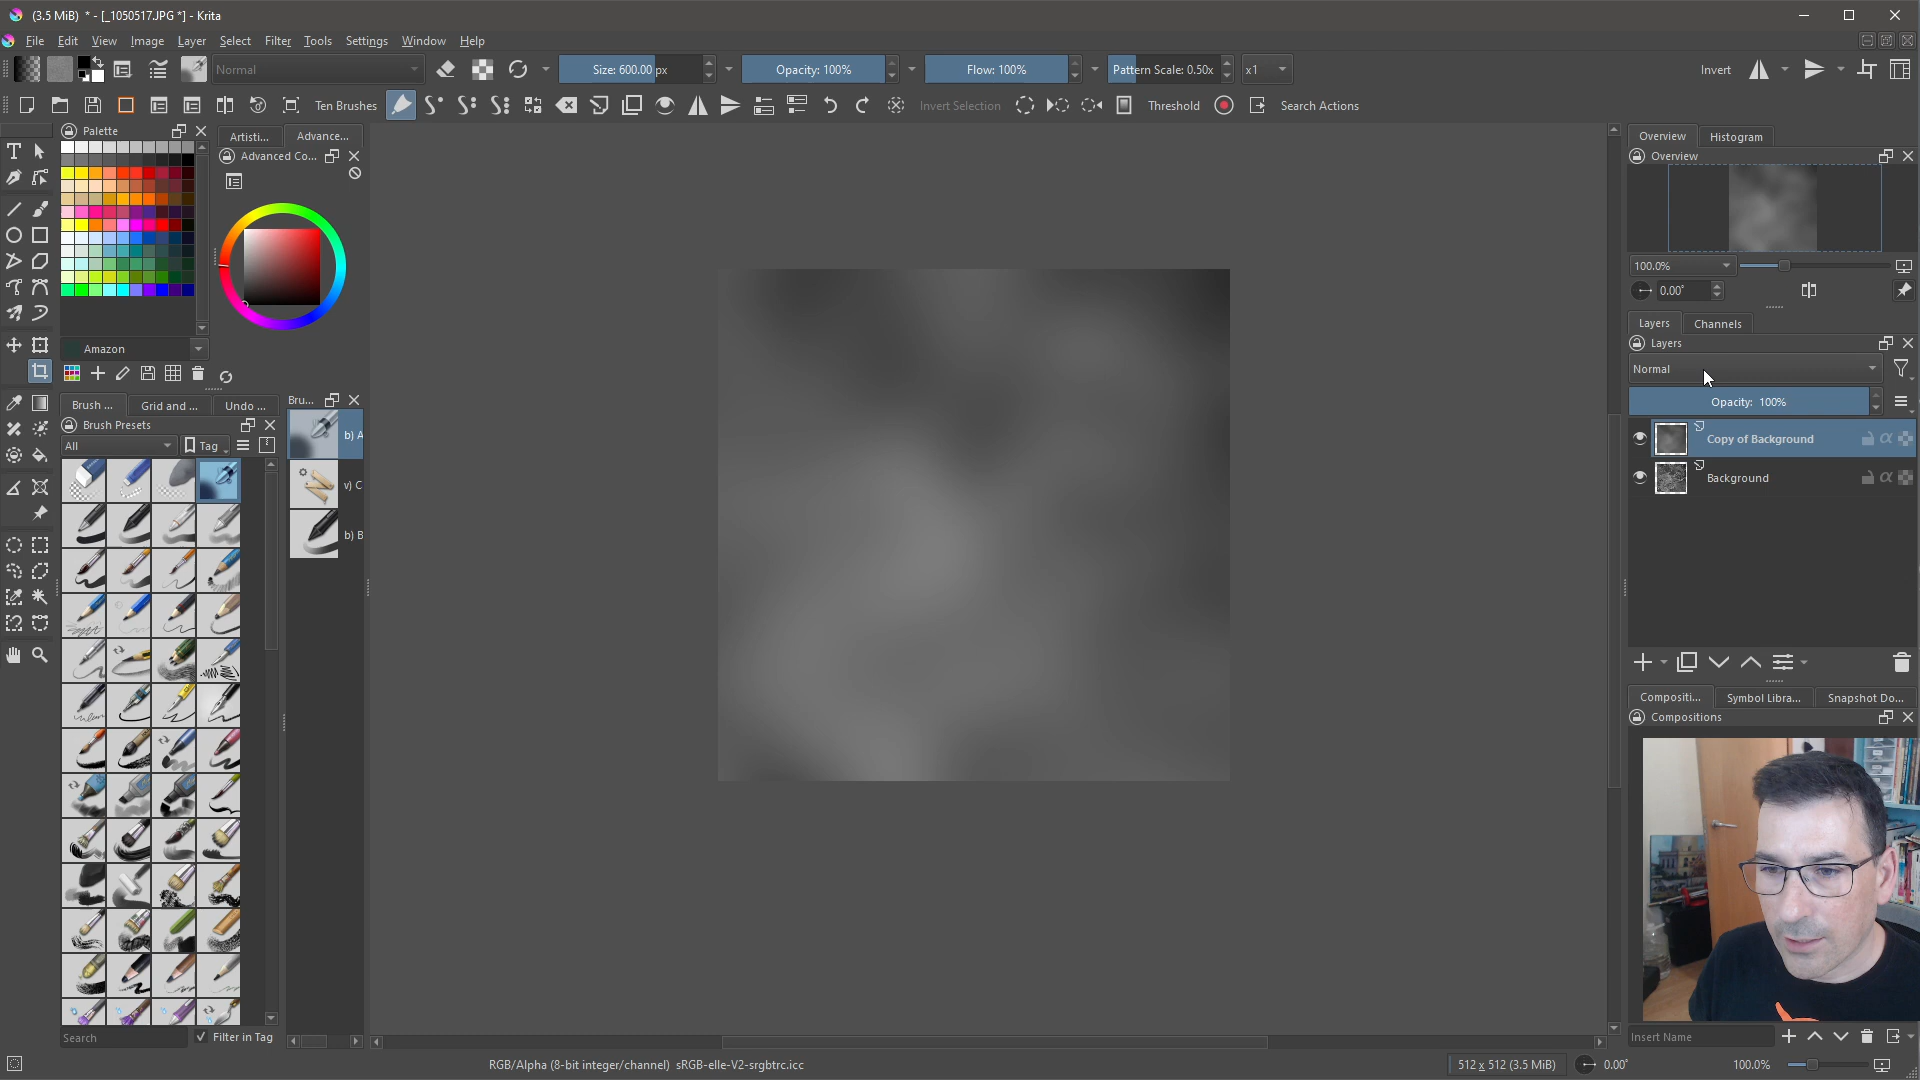 (3.5 MiB)  * - [_1050517.JPG *] - Krita
File Edit View Image Layer Select Filter Tools Settings Window Help
Normal Size: 600.00 px Opacity: 100% Flow: 100% Pattern Scale: 0.50x x1 Invert
Ten Brushes Invert Selection Threshold Search Actions
Palette Artisti... Advance... Overview Histogram
Advanced Co... Overview
100.0%
0.00°
Layers Channels
Layers
Amazon
Normal
Brush ... Grid and ... Undo ... Bru...
Opacity: 100%
Brush Presets
b) A
All Tag
Copy of Background
Background
v) C
b) B
Compositi... Symbol Libra... Snapshot Do...
Compositions
Search Filter in Tag Insert Name
RGB/Alpha (8-bit integer/channel)  sRGB-elle-V2-srgbtrc.icc 512 x 512 (3.5 MiB) 0.00° 100.0%